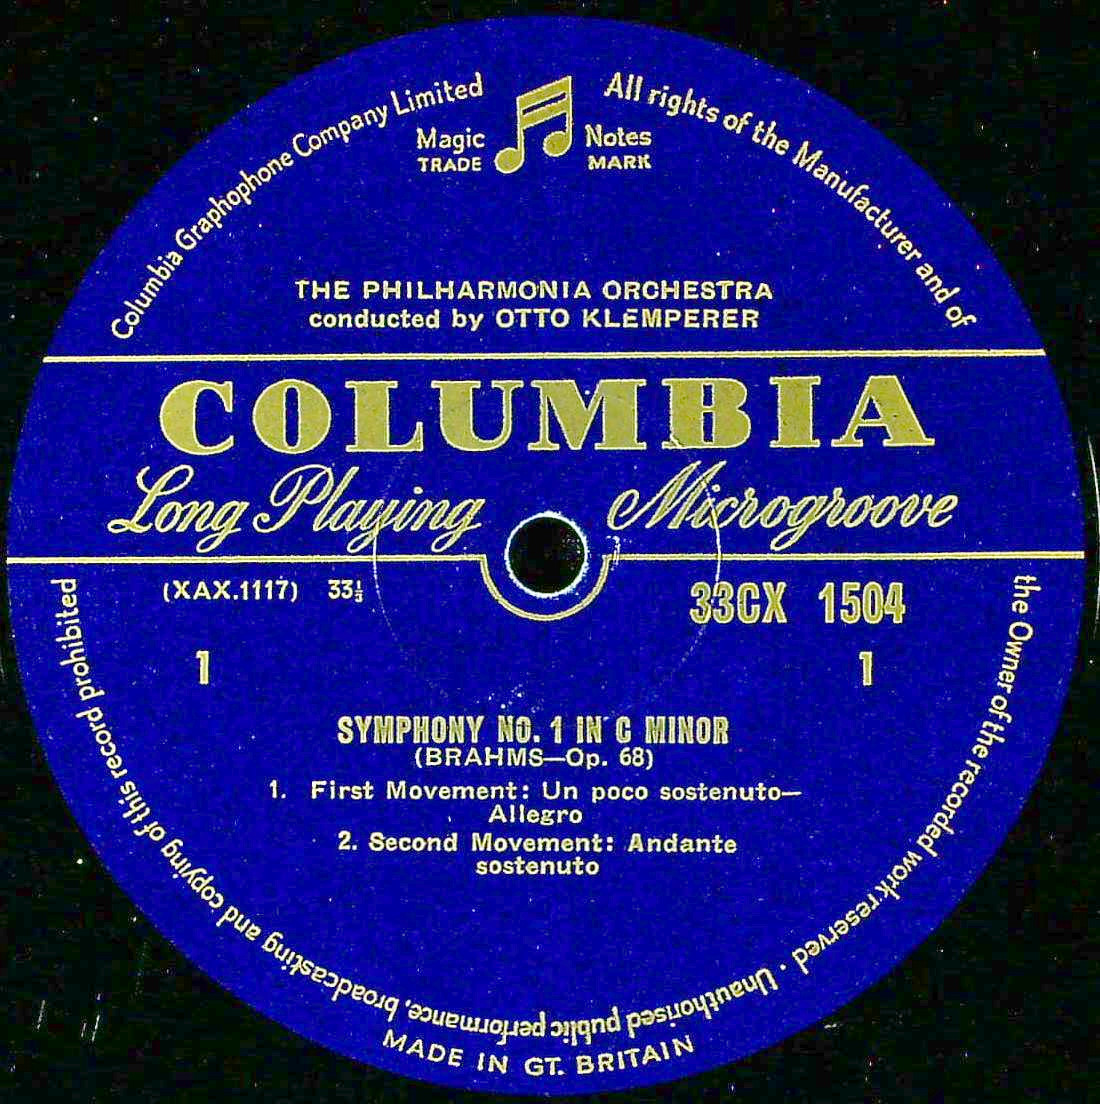 Columbia Graphophone Company Limited
All rights of the Manufacturer and of the Owner of the recorded work reserved · Unauthorised public performance, broadcasting and copying of this record prohibited
Magic Notes
TRADE MARK
THE PHILHARMONIA ORCHESTRA
conducted by OTTO KLEMPERER
COLUMBIA
Long Playing Microgroove
(XAX.1117) 33⅓ 33CX 1504
1 1
SYMPHONY NO. 1 IN C MINOR
(BRAHMS—Op. 68)
1. First Movement: Un poco sostenuto—
Allegro
2. Second Movement: Andante
sostenuto
MADE IN GT. BRITAIN